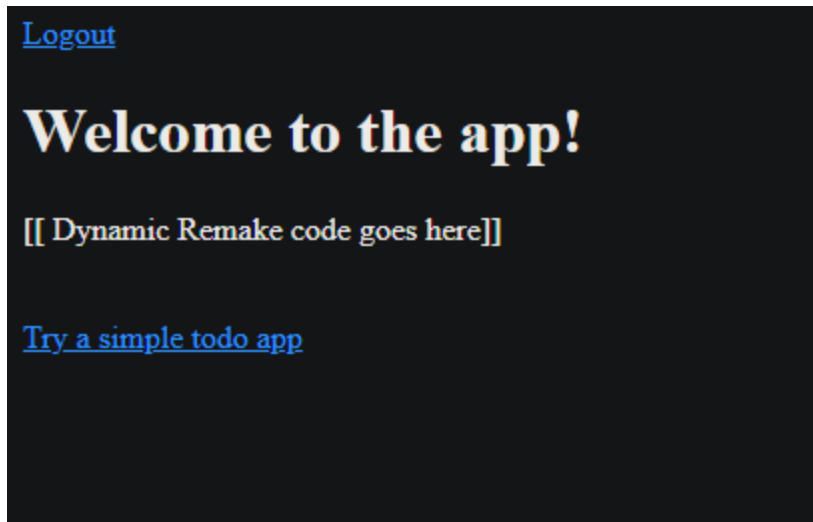 Logout
Welcome to the app!
[[ Dynamic Remake code goes here]]
Try a simple todo app